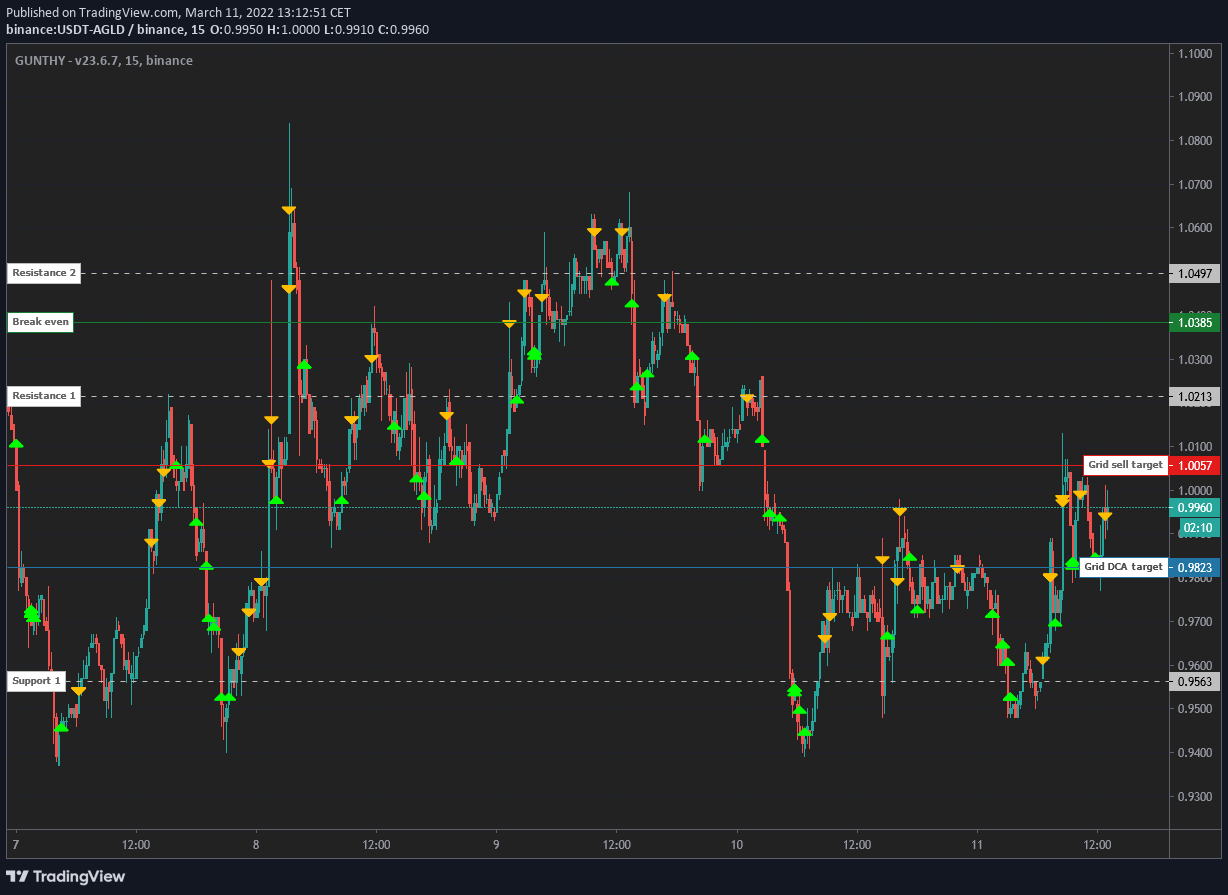 Published on TradingView.com, March 11, 2022 13:12:51 CET
binance:USDT-AGLD / binance, 15 O:0.9950 H:1.0000 L:0.9910 C:0.9960
GUNTHY - v23.6.7, 15, binance
1.1000
1.0900
1.0800
1.0700
1.0600
Resistance 2
1.0497
Break even
1.0385
1.0300
Resistance 1
1.0213
1.0100
Grid sell target
1.0057
1.0000
0.9960
02:10
Grid DCA target
0.9823
0.9800
0.9700
0.9600
Support 1
0.9563
0.9500
0.9400
0.9300
7 12:00 8 12:00 9 12:00 10 12:00 11 12:00
TradingView